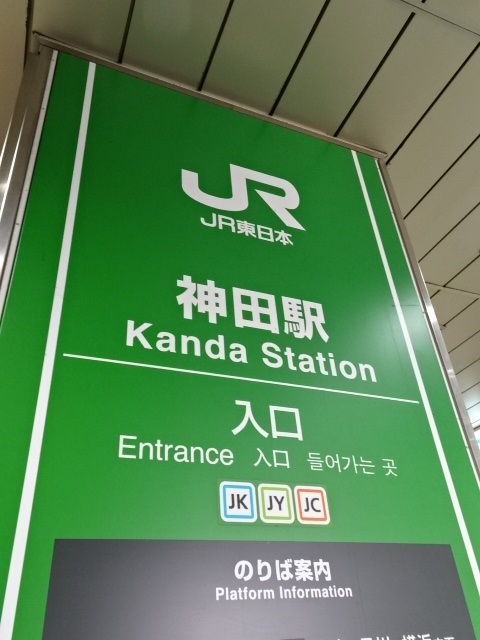 JR
JR東日本
神田駅
Kanda Station
入口
Entrance 入口 들어가는 곳
JK JY JC
のりば案内
Platform Information